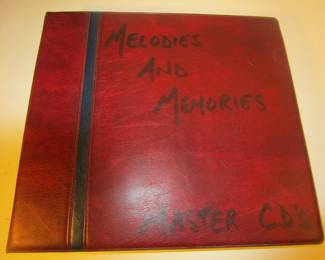 MELODIES
AND
MEMORIES
MASTER CD'S